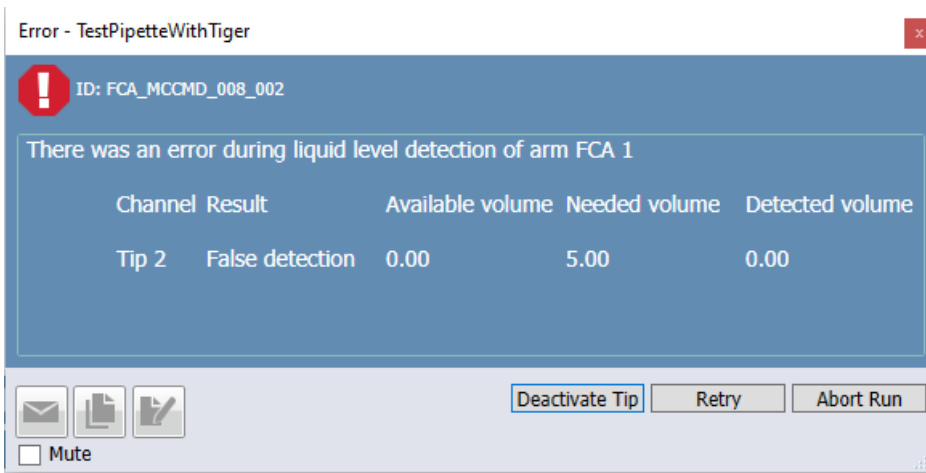 Error - TestPipetteWithTiger
x
ID: FCA_MCCMD_008_002
There was an error during liquid level detection of arm FCA 1
Channel Result Available volume Needed volume Detected volume
Tip 2 False detection 0.00 5.00 0.00
Deactivate Tip Retry Abort Run
Mute